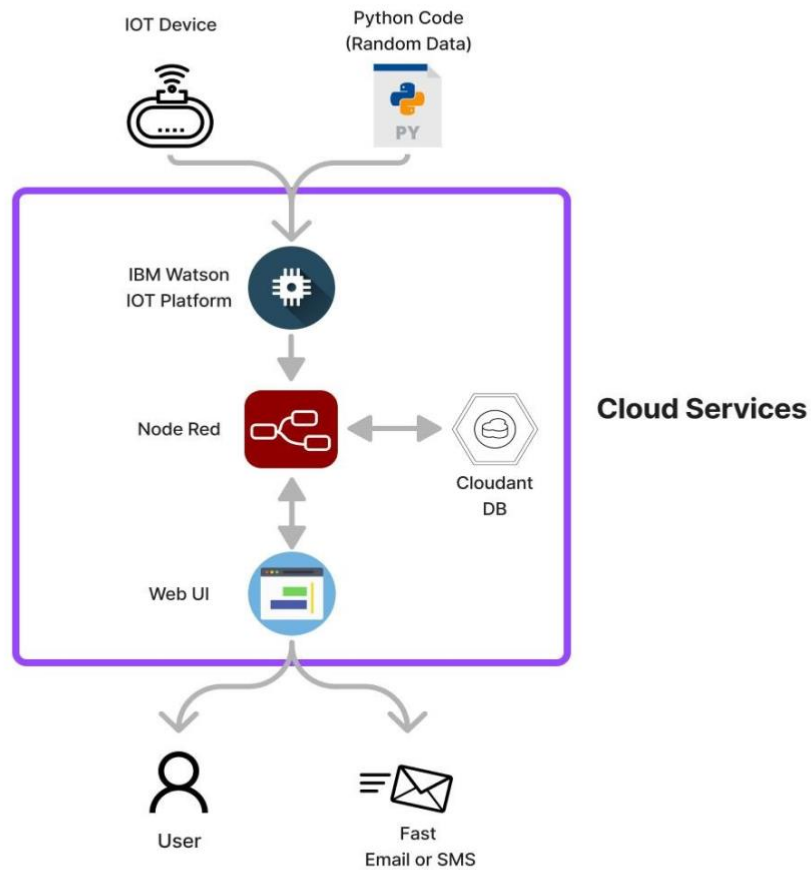 IOT Device
Python Code
(Random Data)
PY
IBM Watson
IOT Platform
Node Red
Cloud Services
Cloudant
DB
Web UI
User
Fast
Email or SMS